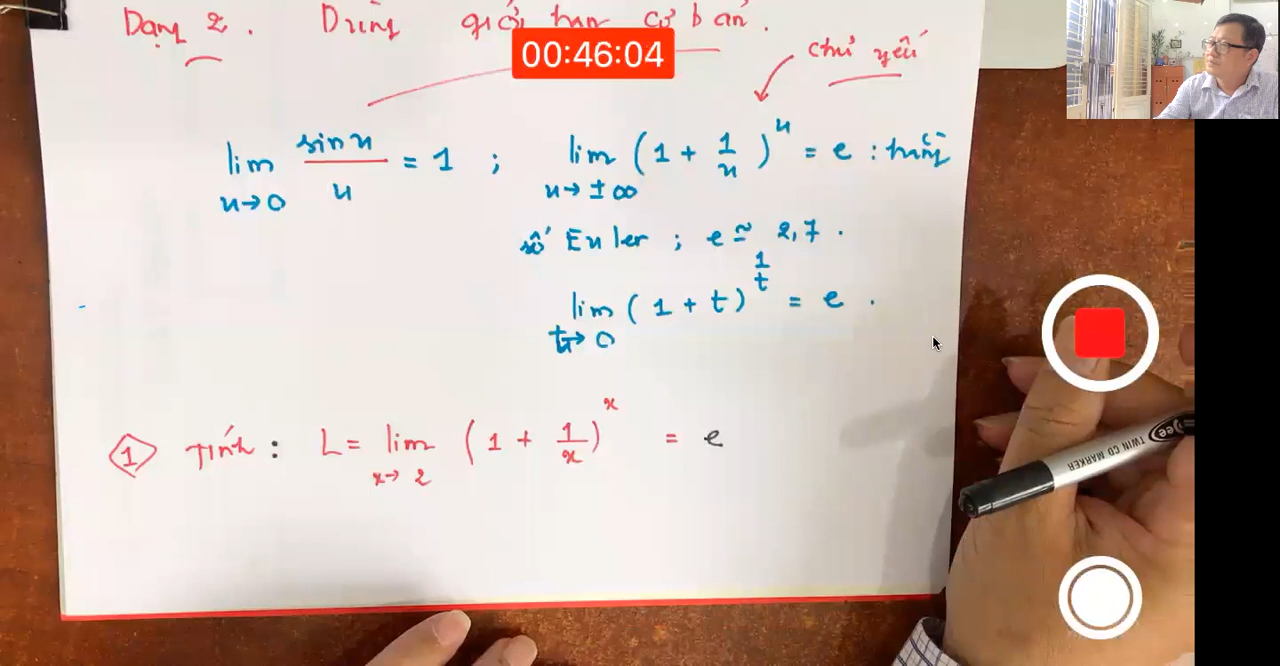 Dạng 2. Dùng giới hạn cơ bản.
00:46:04
chủ yếu
lim u→0 sin u / u = 1 ; lim u→±∞ (1 + 1/u)^u = e : hằng
số Euler ; e ≃ 2,7.
lim t→0 (1 + t)^(1/t) = e.
1 Tính : L = lim x→2 (1 + 1/x)^x = e
TWIN CD MARKER